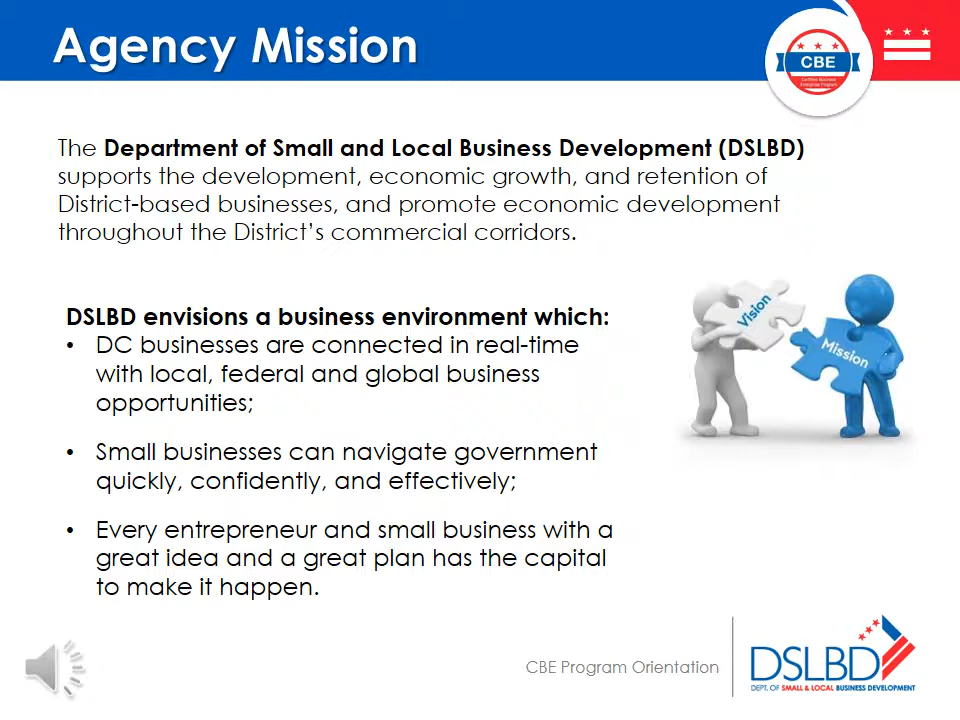 Agency Mission
CBE
Certified Business
Enterprise Program
The Department of Small and Local Business Development (DSLBD)
supports the development, economic growth, and retention of
District-based businesses, and promote economic development
throughout the District's commercial corridors.
DSLBD envisions a business environment which:
• DC businesses are connected in real-time
with local, federal and global business
opportunities;
• Small businesses can navigate government
quickly, confidently, and effectively;
• Every entrepreneur and small business with a
great idea and a great plan has the capital
to make it happen.
Vision
Mission
CBE Program Orientation
DSLBD
DEPT. OF SMALL & LOCAL BUSINESS DEVELOPMENT